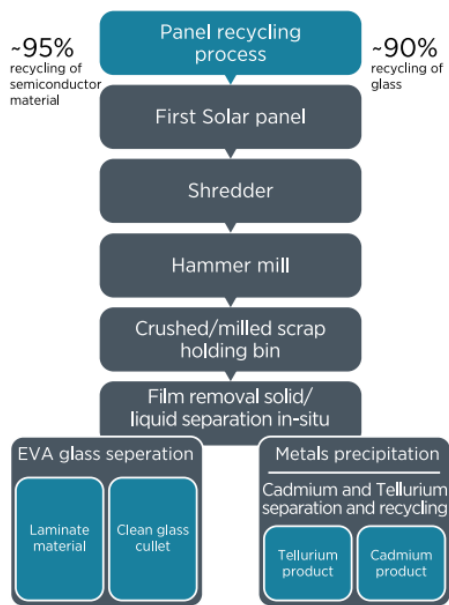 ~95%
recycling of
semiconductor
material
Panel recycling
process
~90%
recycling of
glass
First Solar panel
Shredder
Hammer mill
Crushed/milled scrap
holding bin
Film removal solid/
liquid separation in-situ
EVA glass seperation
Laminate
material
Clean glass
cullet
Metals precipitation
Cadmium and Tellurium
separation and recycling
Tellurium
product
Cadmium
product